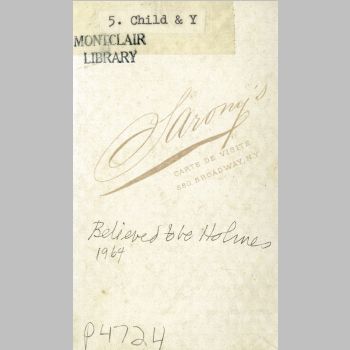 5. Child & Y
MONTCLAIR
LIBRARY
Sarony's
CARTE DE VISITE
680 BROADWAY, N.Y
Believed to be Holmes
1964
P4724